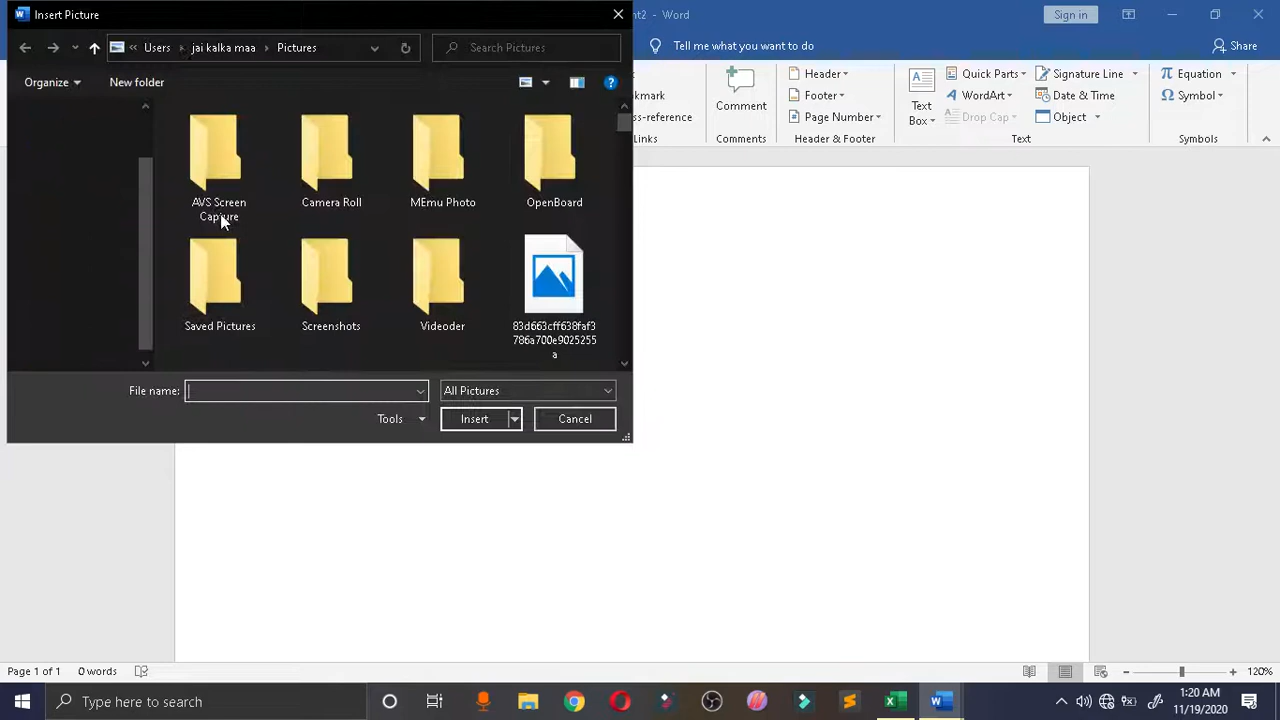 Insert Picture
nt2 - Word
Sign in
Users
jai kalka maa
Pictures
Search Pictures
Tell me what you want to do
Share
Organize
New folder
Header
Footer
Page Number
Header & Footer
Comment
Comments
kmark
ss-reference
Links
Text
Box
Quick Parts
WordArt
Drop Cap
Signature Line
Date & Time
Object
Text
Equation
Symbol
Symbols
AVS Screen
Capture
Camera Roll
MEmu Photo
OpenBoard
Saved Pictures
Screenshots
Videoder
83d663cff638faf3
786a700e9025255
a
File name:
All Pictures
Tools
Insert
Cancel
Page 1 of 1
0 words
120%
Type here to search
1:20 AM
11/19/2020